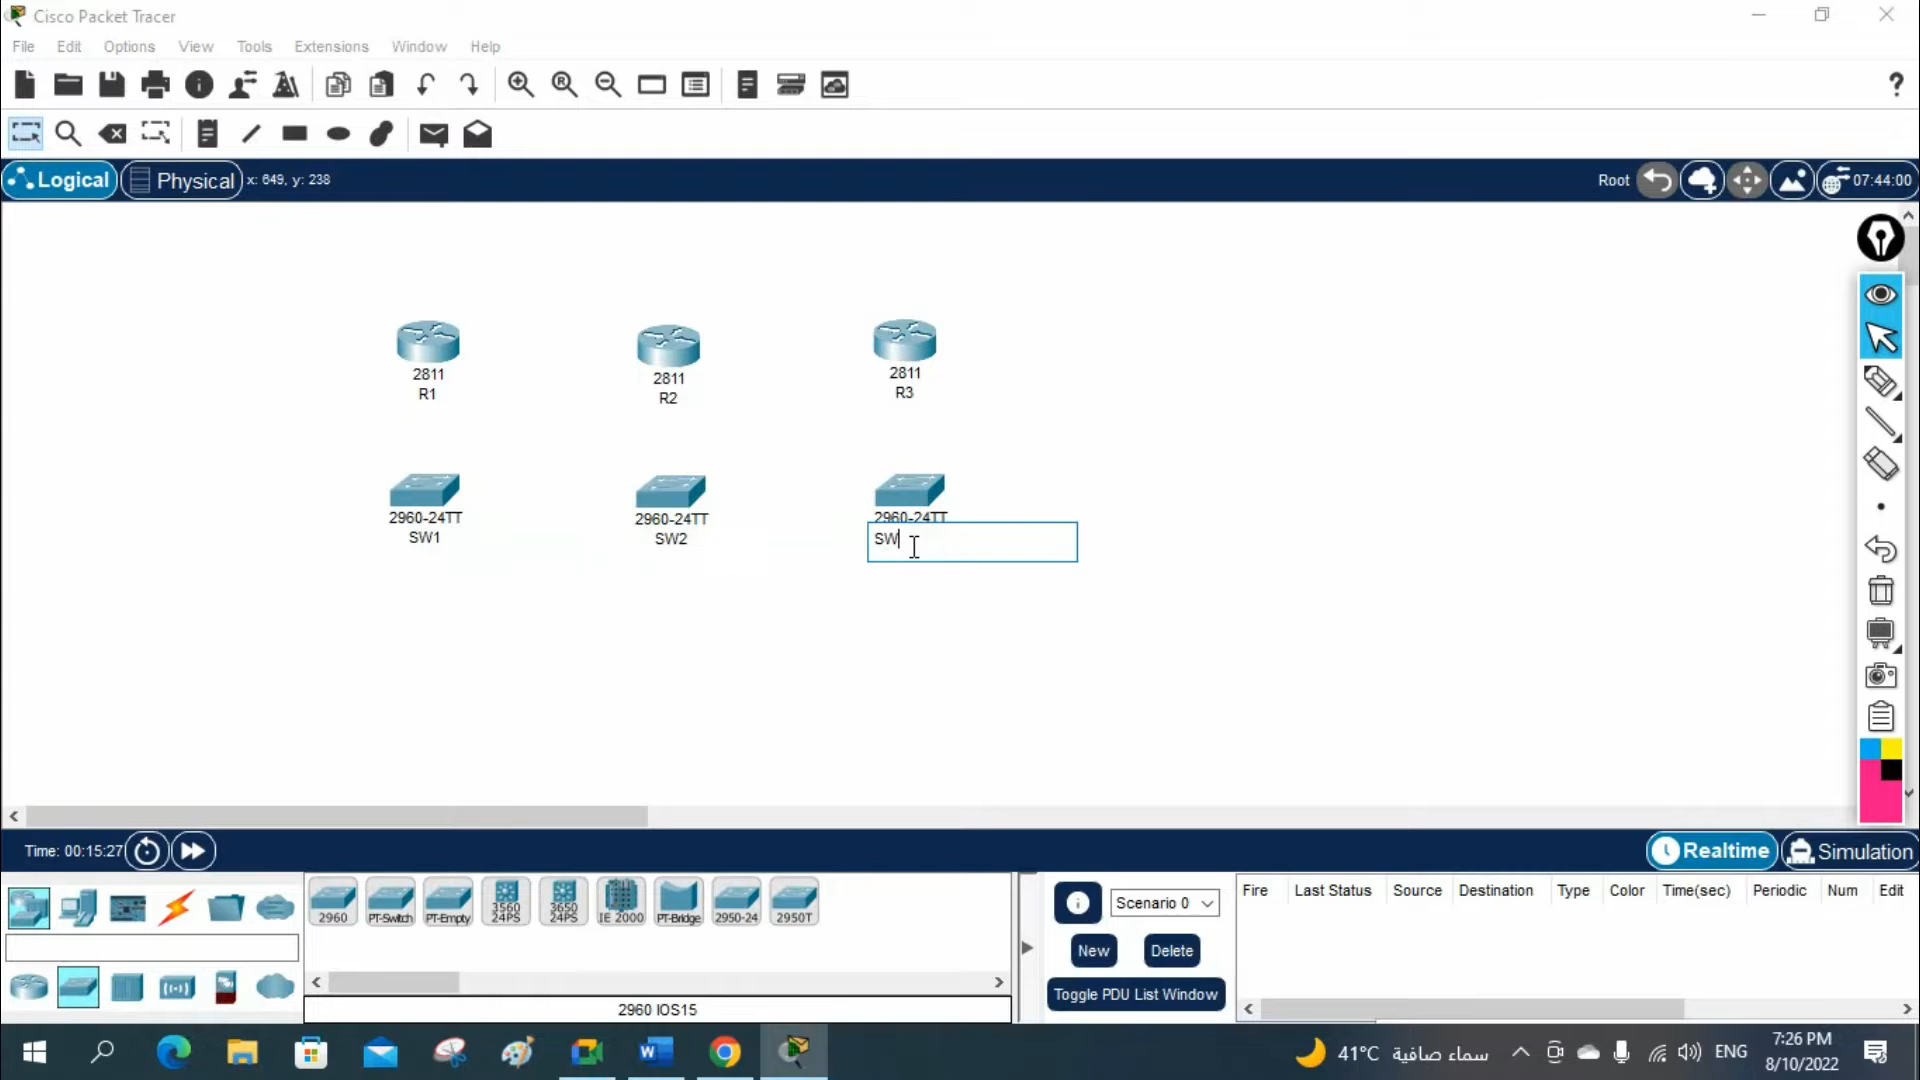 Cisco Packet Tracer
File Edit Options View Tools Extensions Window Help
Logical Physical x: 649, y: 238 Root 07:44:00
2811
R1
2811
R2
2811
R3
2960-24TT
SW1
2960-24TT
SW2
2960-24TT
SW
Time: 00:15:27 Realtime Simulation
2960 PT-Switch PT-Empty 3560 24PS 3650 24PS IE 2000 PT-Bridge 2950-24 2950T
2960 IOS15
Scenario 0
New Delete
Toggle PDU List Window
Fire Last Status Source Destination Type Color Time(sec) Periodic Num Edit
41°C سماء صافية ENG 7:26 PM
8/10/2022